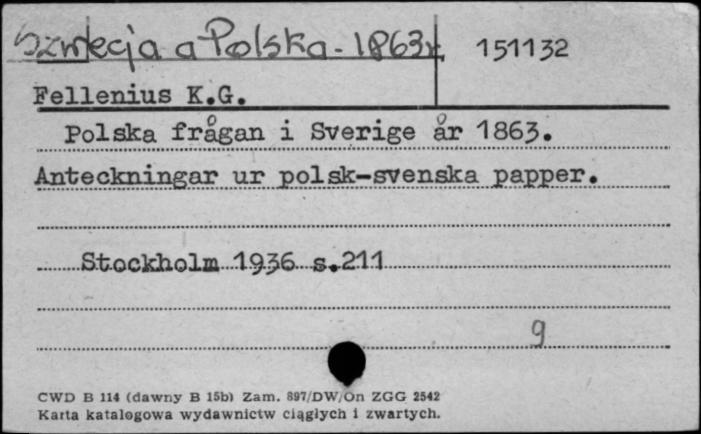 Szwecja a Polska - 1863r. 151132
Fellenius K.G.
Polska frågan i Sverige år 1863.
Anteckningar ur polsk-svenska papper.
Stockholm 1936 s.211
9
CWD B 114 (dawny B 15b) Zam. 897/DW/On ZGG 2542
Karta katalogowa wydawnictw ciągłych i zwartych.